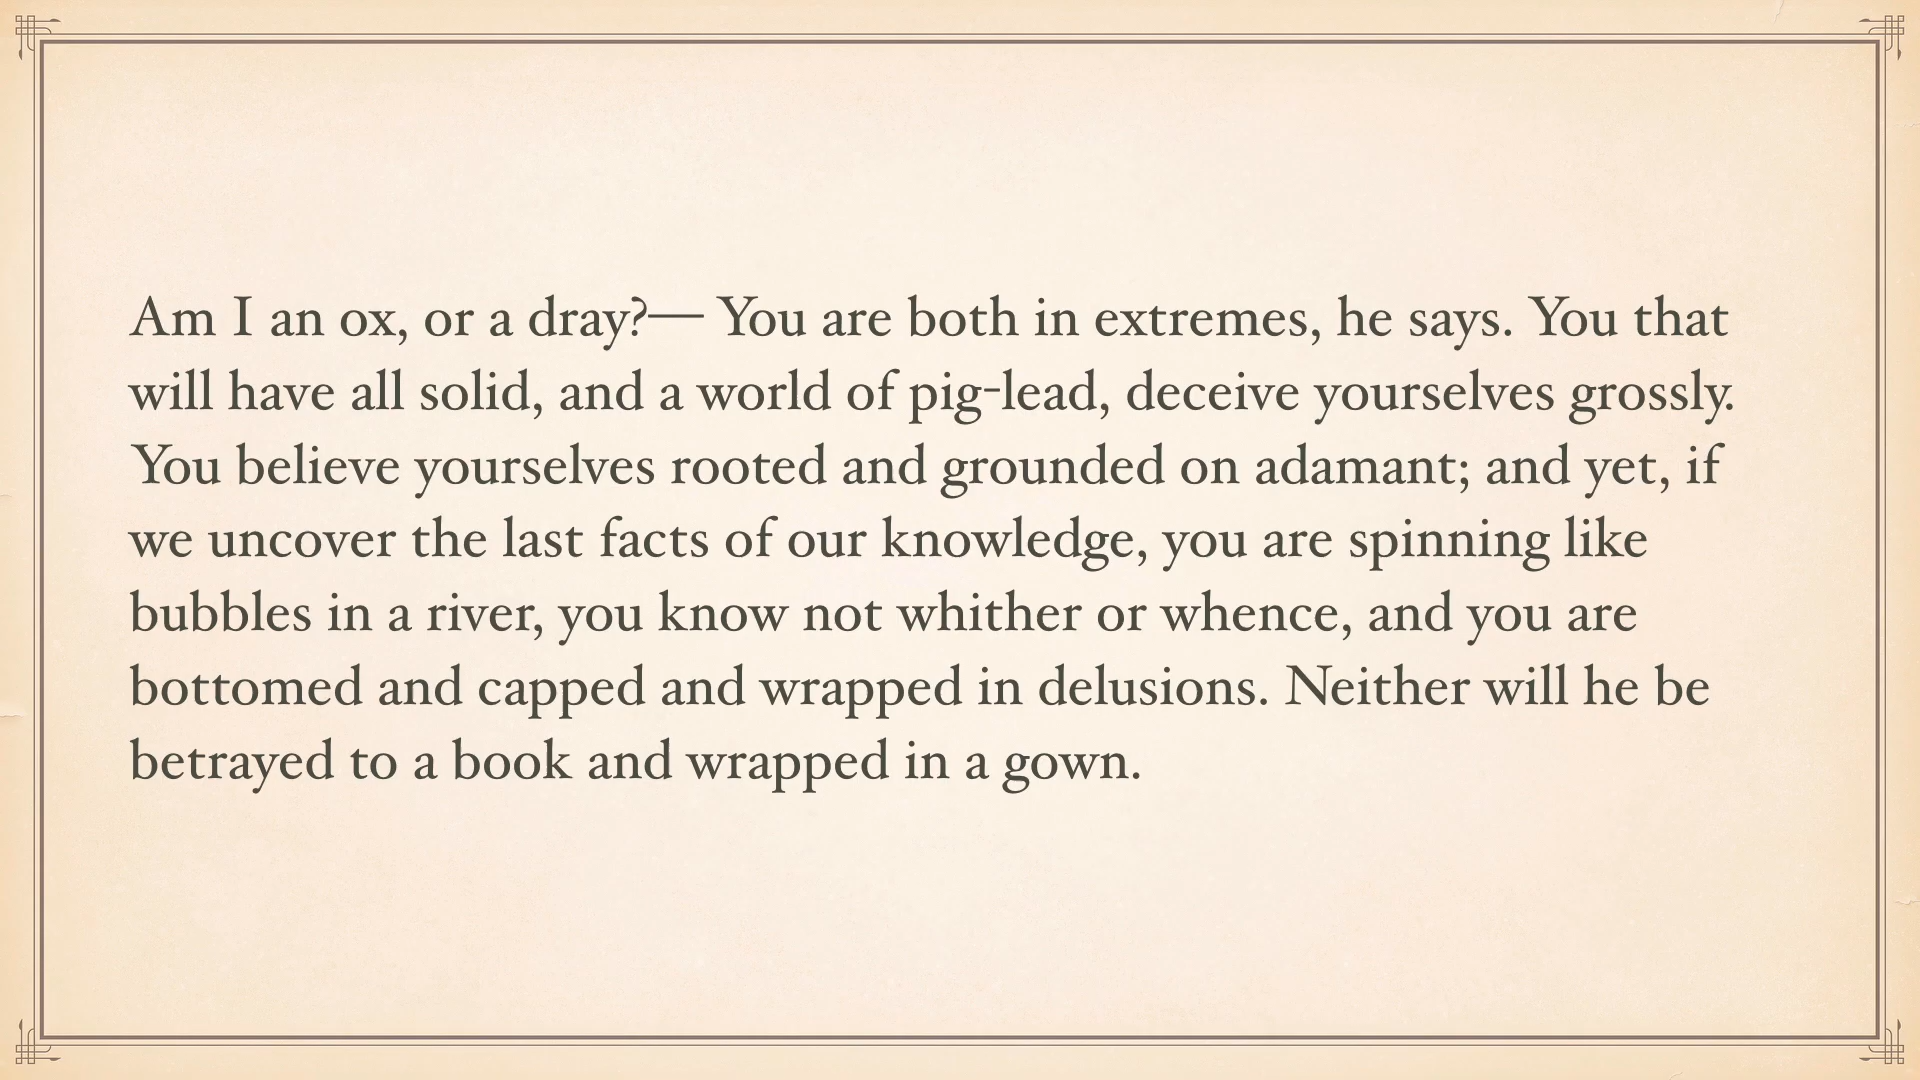 Am I an ox, or a dray?— You are both in extremes, he says. You that
will have all solid, and a world of pig-lead, deceive yourselves grossly.
You believe yourselves rooted and grounded on adamant; and yet, if
we uncover the last facts of our knowledge, you are spinning like
bubbles in a river, you know not whither or whence, and you are
bottomed and capped and wrapped in delusions. Neither will he be
betrayed to a book and wrapped in a gown.